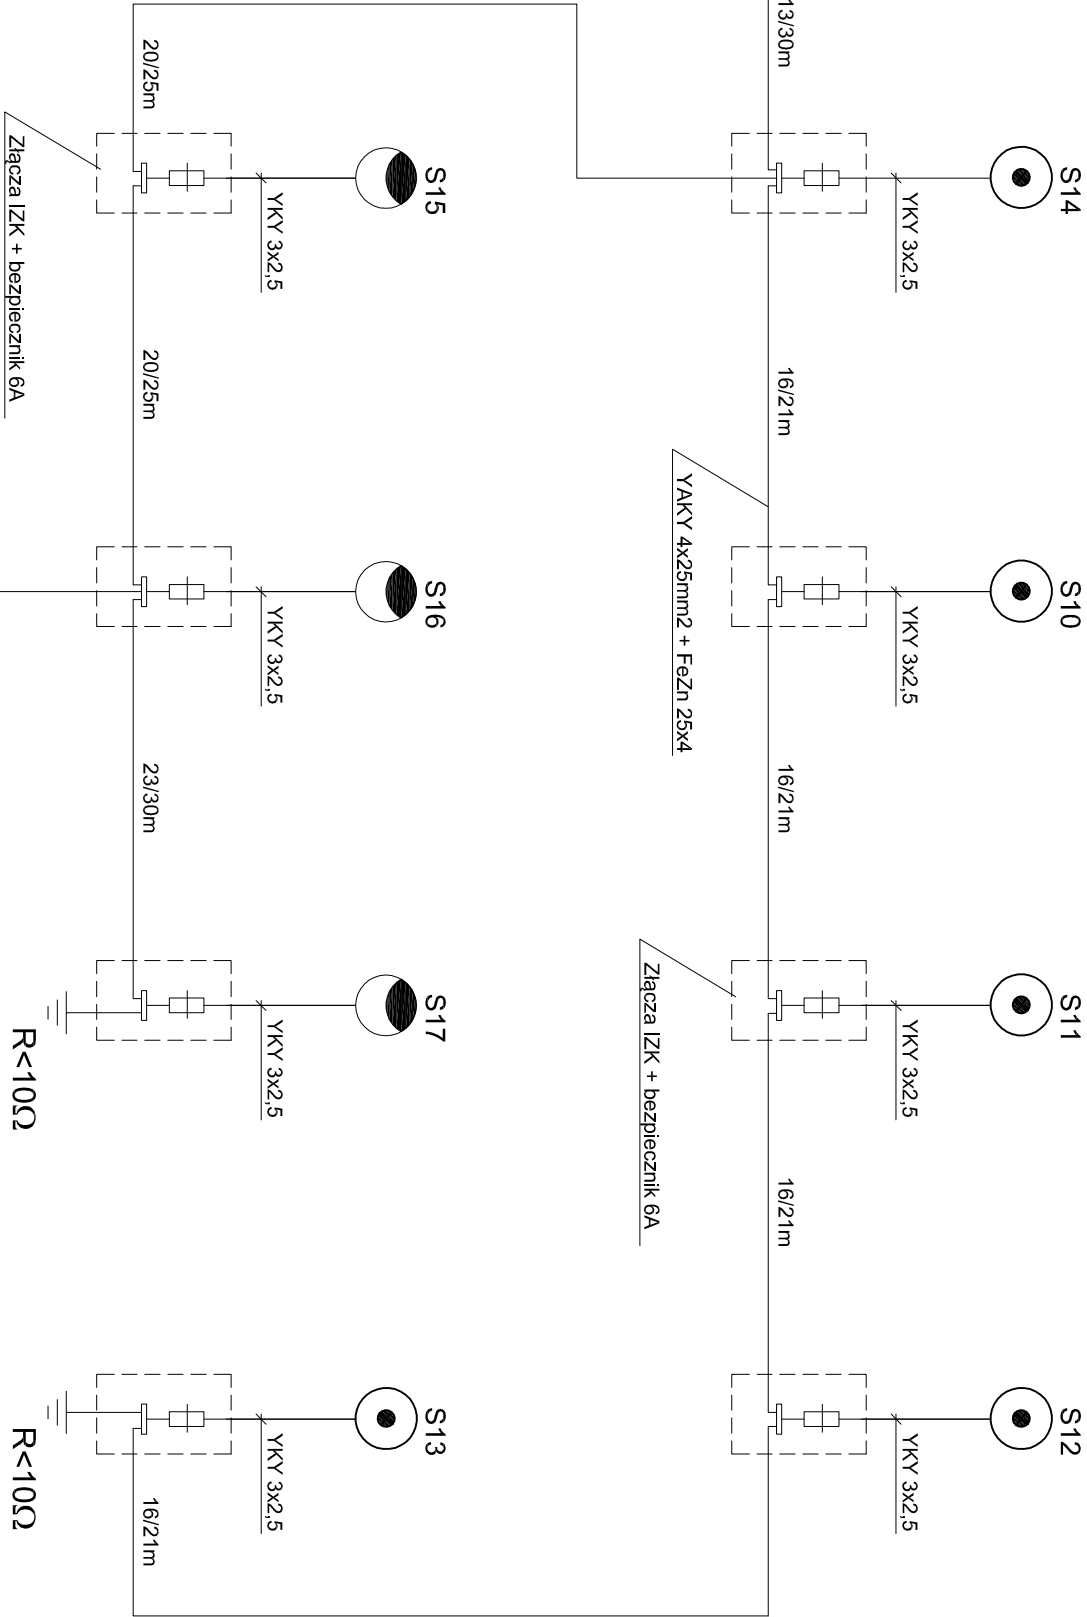 S14
S10
S11
S12
YKY 3x2,5
YKY 3x2,5
YKY 3x2,5
YKY 3x2,5
13/30m
16/21m
16/21m
16/21m
YAKY 4x25mm2 + FeZn 25x4
Złącza IZK + bezpiecznik 6A
S15
S16
S17
S13
YKY 3x2,5
YKY 3x2,5
YKY 3x2,5
YKY 3x2,5
20/25m
20/25m
23/30m
16/21m
Złącza IZK + bezpiecznik 6A
R<10Ω
R<10Ω